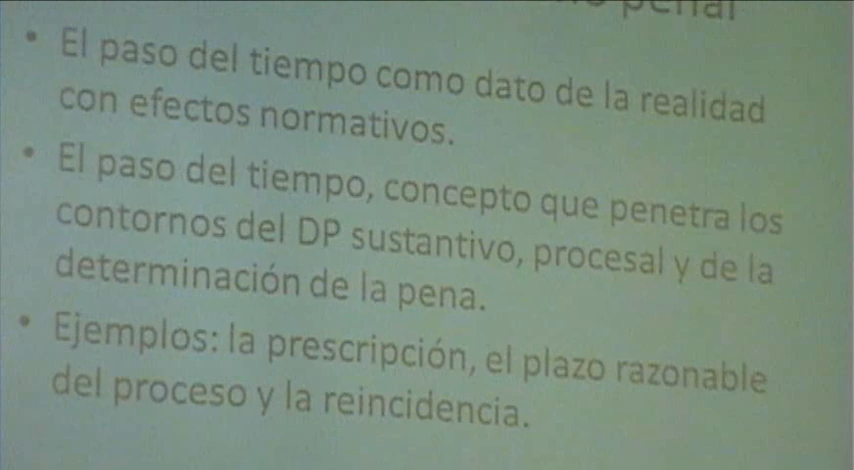 penal
• El paso del tiempo como dato de la realidad
con efectos normativos.
• El paso del tiempo, concepto que penetra los
contornos del DP sustantivo, procesal y de la
determinación de la pena.
• Ejemplos: la prescripción, el plazo razonable
del proceso y la reincidencia.